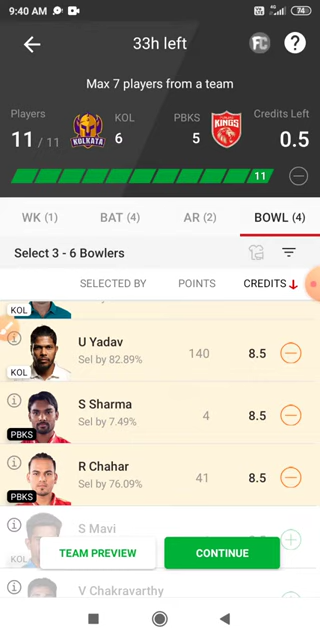 9:40 AM
4G
74
33h left
FC
?
Max 7 players from a team
Players
KOL
PBKS
Credits Left
11 / 11
KOLKATA
6
5
KINGS
0.5
11
WK (1)
BAT (4)
AR (2)
BOWL (4)
Select 3 - 6 Bowlers
SELECTED BY
POINTS
CREDITS
KOL
U Yadav
Sel by 82.89%
140
8.5
KOL
S Sharma
Sel by 7.49%
4
8.5
PBKS
R Chahar
Sel by 76.09%
41
8.5
PBKS
S Mavi
KOL
TEAM PREVIEW
CONTINUE
V Chakravarthy